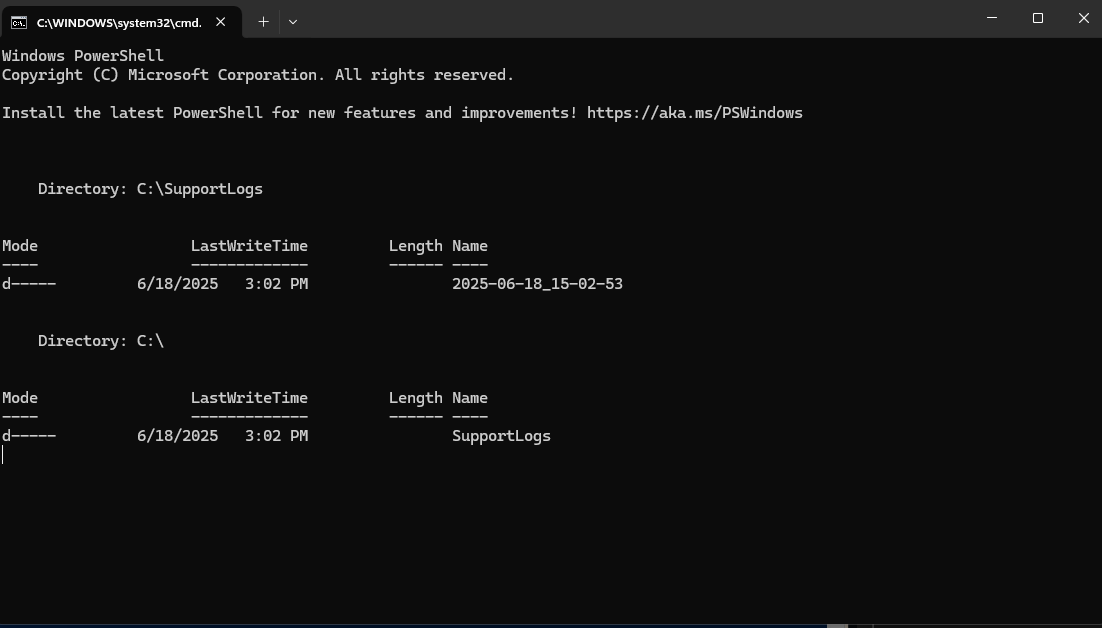 C:\WINDOWS\system32\cmd.
Windows PowerShell
Copyright (C) Microsoft Corporation. All rights reserved.
Install the latest PowerShell for new features and improvements! https://aka.ms/PSWindows
Directory: C:\SupportLogs
Mode LastWriteTime Length Name
---- ------------- ------ ----
d----- 6/18/2025 3:02 PM 2025-06-18_15-02-53
Directory: C:\
Mode LastWriteTime Length Name
---- ------------- ------ ----
d----- 6/18/2025 3:02 PM SupportLogs